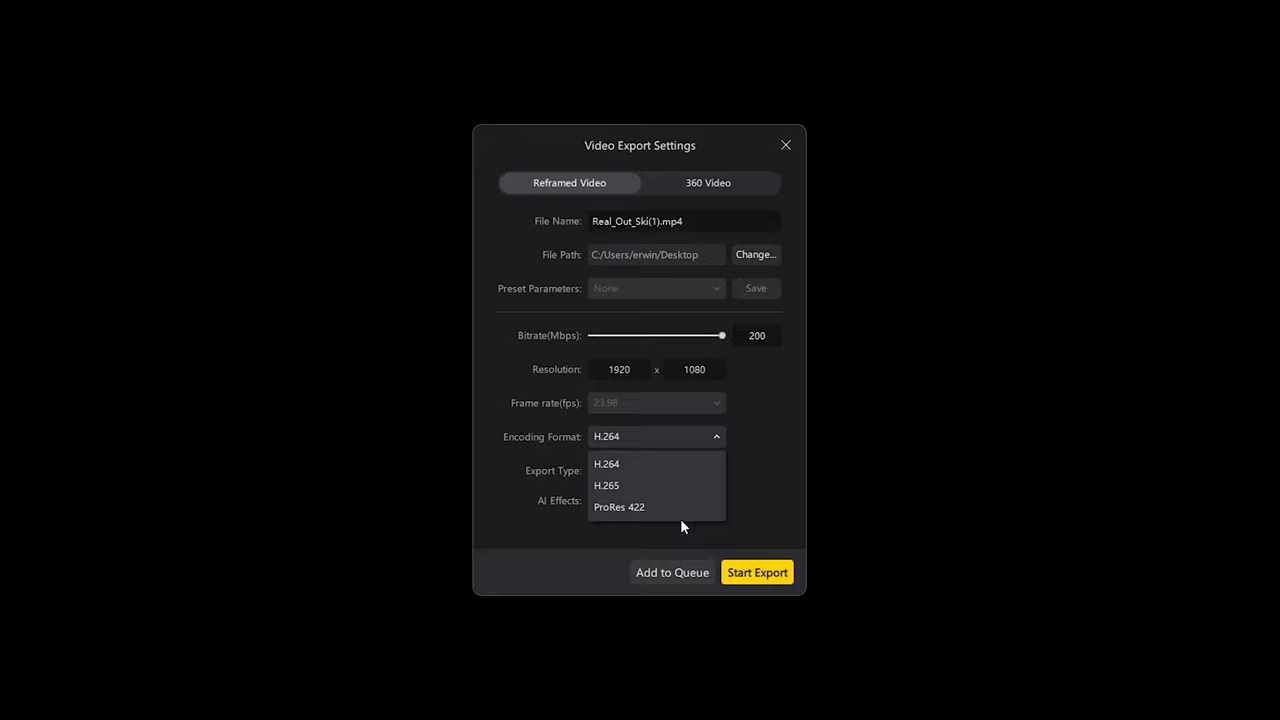 Video Export Settings
Reframed Video 360 Video
File Name: Real_Out_Ski(1).mp4
File Path: C:/Users/erwin/Desktop Change...
Preset Parameters: None Save
Bitrate(Mbps): 200
Resolution: 1920 x 1080
Frame rate(fps): 23.98
Encoding Format: H.264
H.264
Export Type:
H.265
AI Effects:
ProRes 422
Add to Queue Start Export